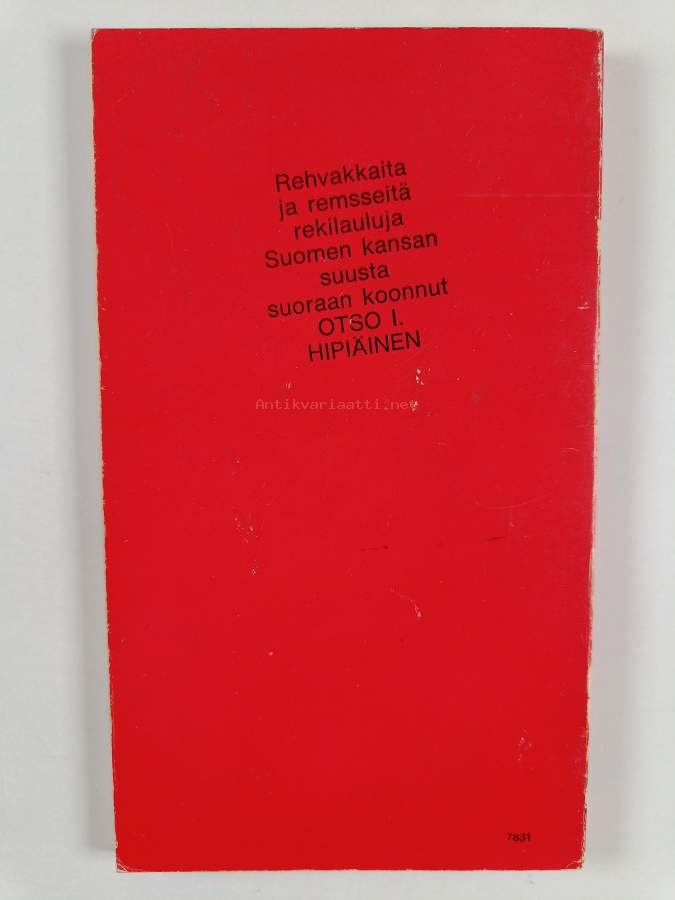 Rehvakkaita
ja remsseitä
rekilauluja
Suomen kansan
suusta
suoraan koonnut
OTSO I.
HIPIÄINEN
Antikvariaatti.net
7831